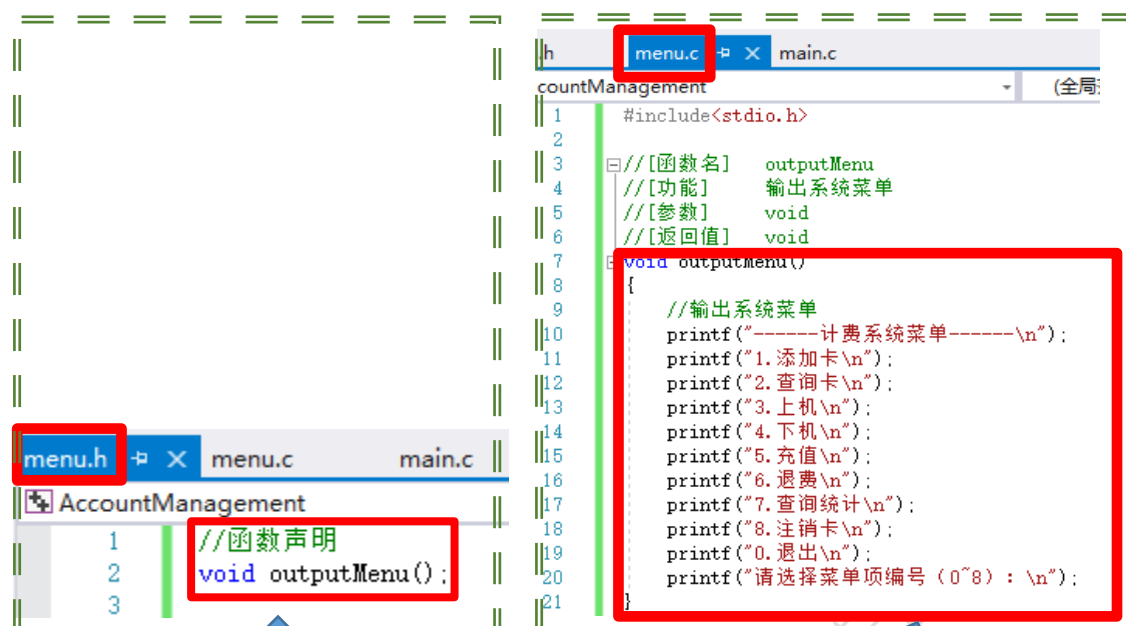 menu.h menu.c main.c
AccountManagement
1 //函数声明
2 void outputMenu();
3
.h menu.c main.c
countManagement (全局
1 #include<stdio.h>
2
3 //[函数名] outputMenu
4 //[功能] 输出系统菜单
5 //[参数] void
6 //[返回值] void
7 void outputMenu()
8 {
9 //输出系统菜单
10 printf("------计费系统菜单------\n");
11 printf("1.添加卡\n");
12 printf("2.查询卡\n");
13 printf("3.上机\n");
14 printf("4.下机\n");
15 printf("5.充值\n");
16 printf("6.退费\n");
17 printf("7.查询统计\n");
18 printf("8.注销卡\n");
19 printf("0.退出\n");
20 printf("请选择菜单项编号（0~8）：\n");
21 }